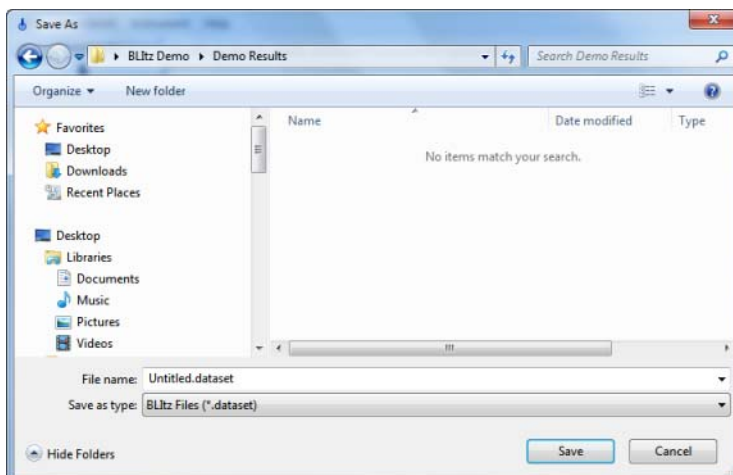 Save As
BLItz Demo Demo Results
Search Demo Results
Organize New folder
Name Date modified Type
No items match your search.
Favorites
Desktop
Downloads
Recent Places
Desktop
Libraries
Documents
Music
Pictures
Videos
File name: Untitled.dataset
Save as type: BLItz Files (*.dataset)
Hide Folders
Save
Cancel